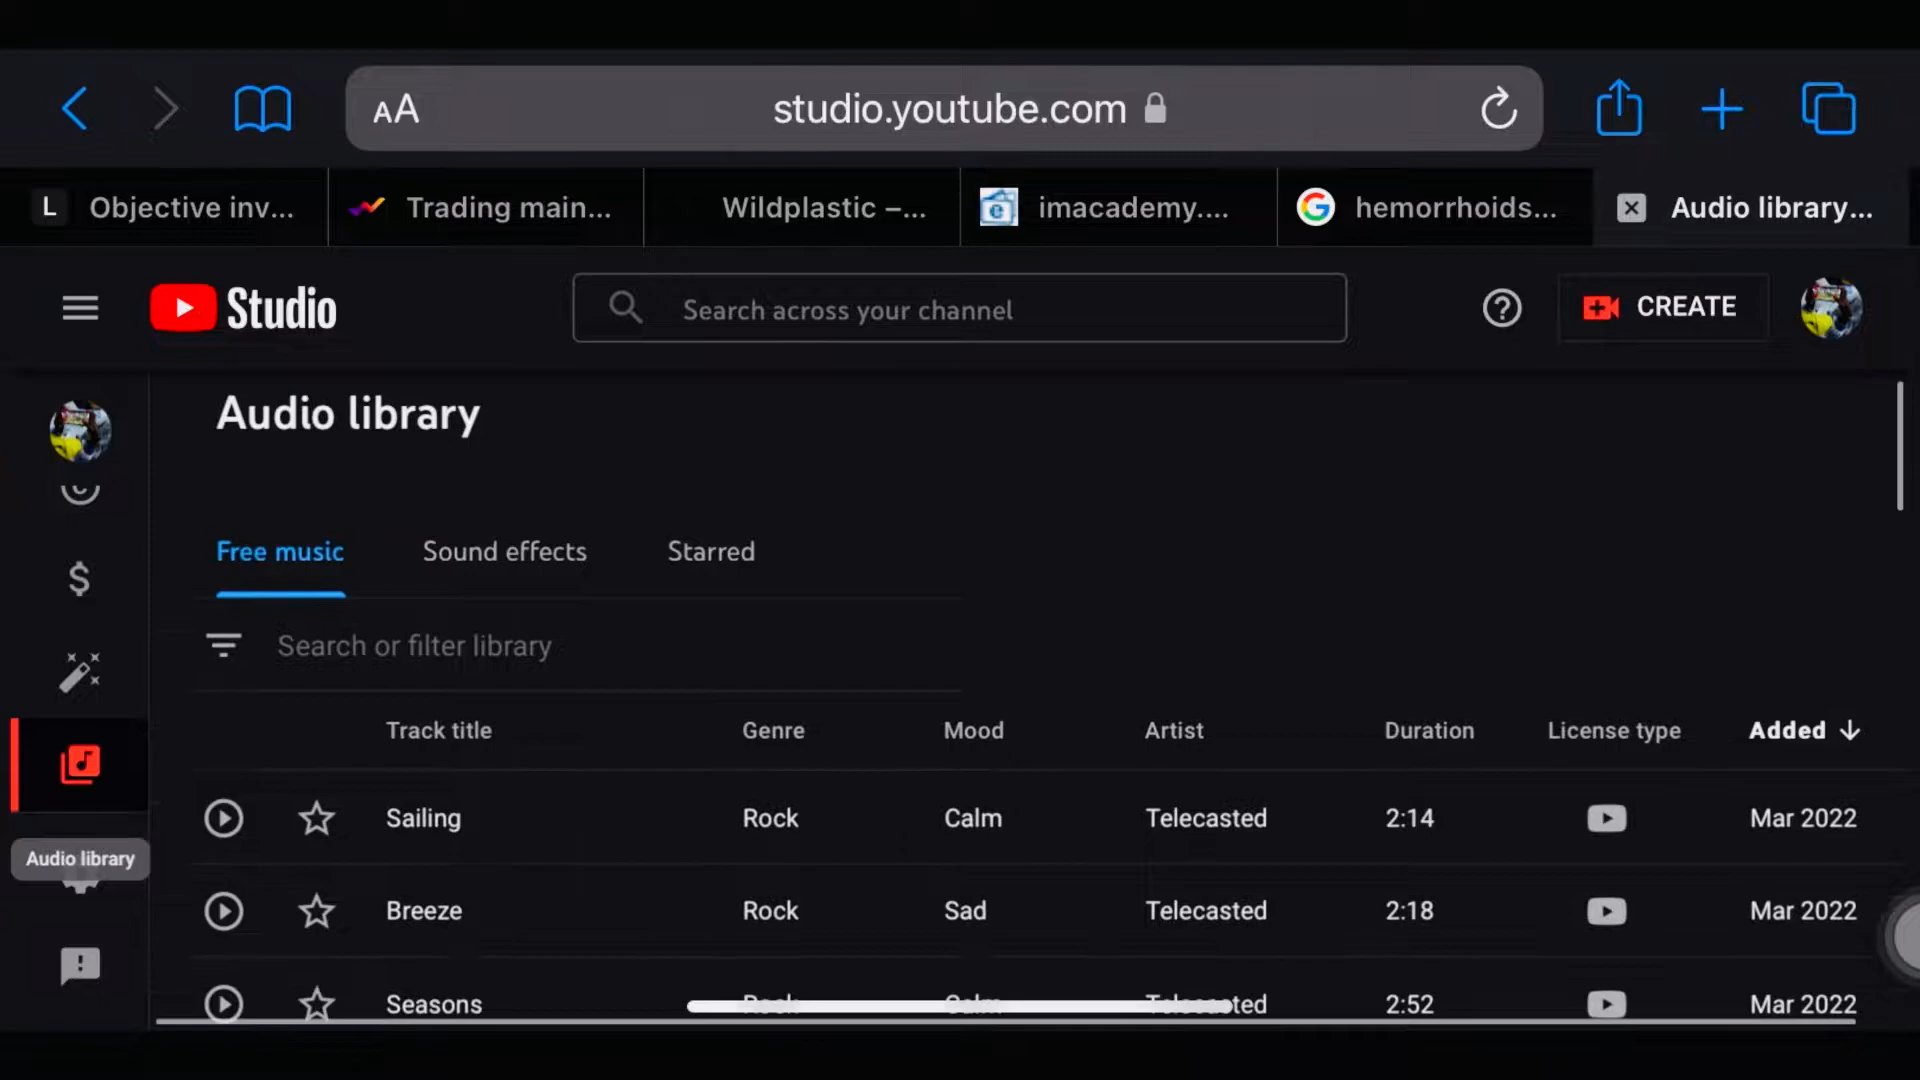 AA studio.youtube.com
L Objective inv... Trading main... Wildplastic –... imacademy.... hemorrhoids... Audio library...
Studio Search across your channel CREATE
Audio library
Free music Sound effects Starred
Search or filter library
Track title Genre Mood Artist Duration License type Added
Sailing Rock Calm Telecasted 2:14 Mar 2022
Audio library
Breeze Rock Sad Telecasted 2:18 Mar 2022
Seasons Rock Calm Telecasted 2:52 Mar 2022